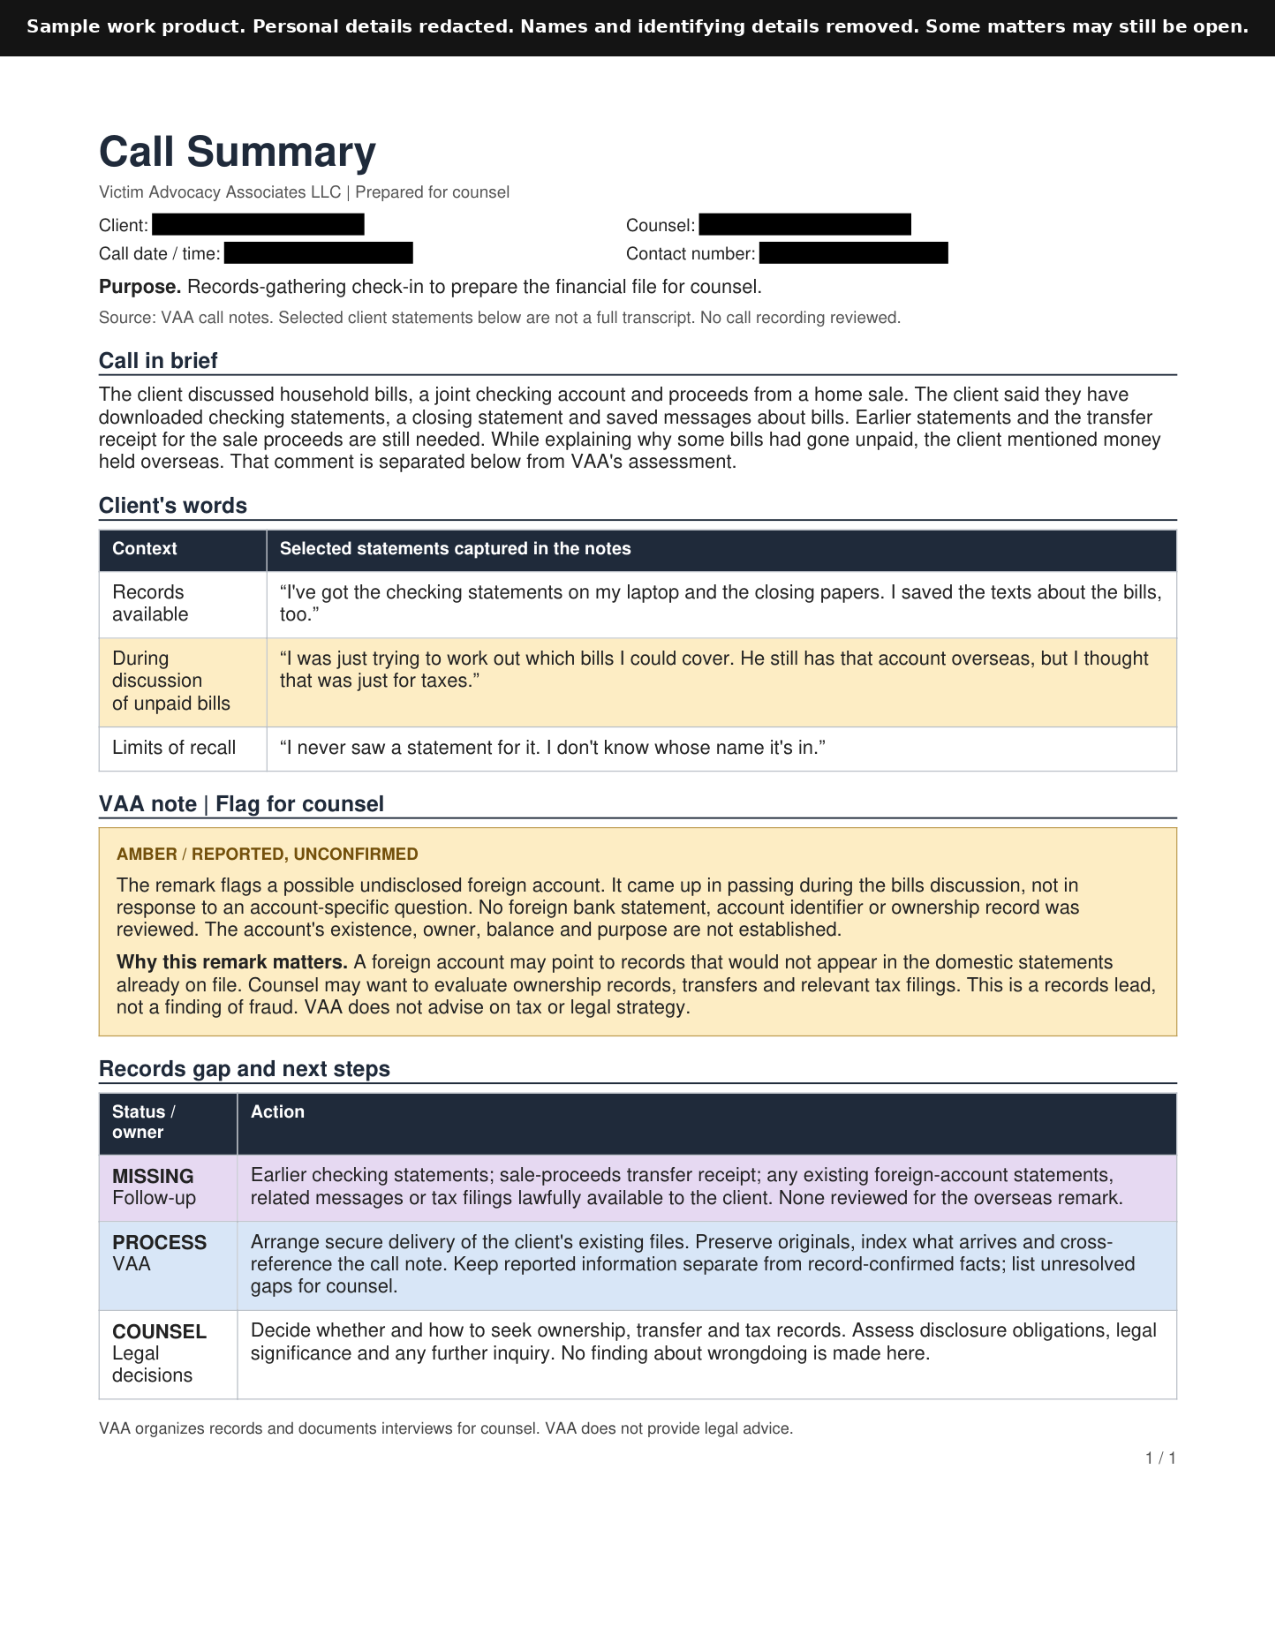 Sample work product. Personal details redacted. Names and identifying details removed. Some matters may still be open.
Call Summary
Victim Advocacy Associates LLC | Prepared for counsel
Client:
Counsel:
Call date / time:
Contact number:
Purpose. Records-gathering check-in to prepare the financial file for counsel.
Source: VAA call notes. Selected client statements below are not a full transcript. No call recording reviewed.
Call in brief
The client discussed household bills, a joint checking account and proceeds from a home sale. The client said they have
downloaded checking statements, a closing statement and saved messages about bills. Earlier statements and the transfer
receipt for the sale proceeds are still needed. While explaining why some bills had gone unpaid, the client mentioned money
held overseas. That comment is separated below from VAA's assessment.
Client's words
Context
Selected statements captured in the notes
Records
available
“I've got the checking statements on my laptop and the closing papers. I saved the texts about the bills,
too.”
During
discussion
of unpaid bills
“I was just trying to work out which bills I could cover. He still has that account overseas, but I thought
that was just for taxes.”
Limits of recall
“I never saw a statement for it. I don't know whose name it's in.”
VAA note | Flag for counsel
AMBER / REPORTED, UNCONFIRMED
The remark flags a possible undisclosed foreign account. It came up in passing during the bills discussion, not in
response to an account-specific question. No foreign bank statement, account identifier or ownership record was
reviewed. The account's existence, owner, balance and purpose are not established.
Why this remark matters. A foreign account may point to records that would not appear in the domestic statements
already on file. Counsel may want to evaluate ownership records, transfers and relevant tax filings. This is a records lead,
not a finding of fraud. VAA does not advise on tax or legal strategy.
Records gap and next steps
Status /
owner
Action
MISSING
Follow-up
Earlier checking statements; sale-proceeds transfer receipt; any existing foreign-account statements,
related messages or tax filings lawfully available to the client. None reviewed for the overseas remark.
PROCESS
VAA
Arrange secure delivery of the client's existing files. Preserve originals, index what arrives and cross-
reference the call note. Keep reported information separate from record-confirmed facts; list unresolved
gaps for counsel.
COUNSEL
Legal
decisions
Decide whether and how to seek ownership, transfer and tax records. Assess disclosure obligations, legal
significance and any further inquiry. No finding about wrongdoing is made here.
VAA organizes records and documents interviews for counsel. VAA does not provide legal advice.
1 / 1